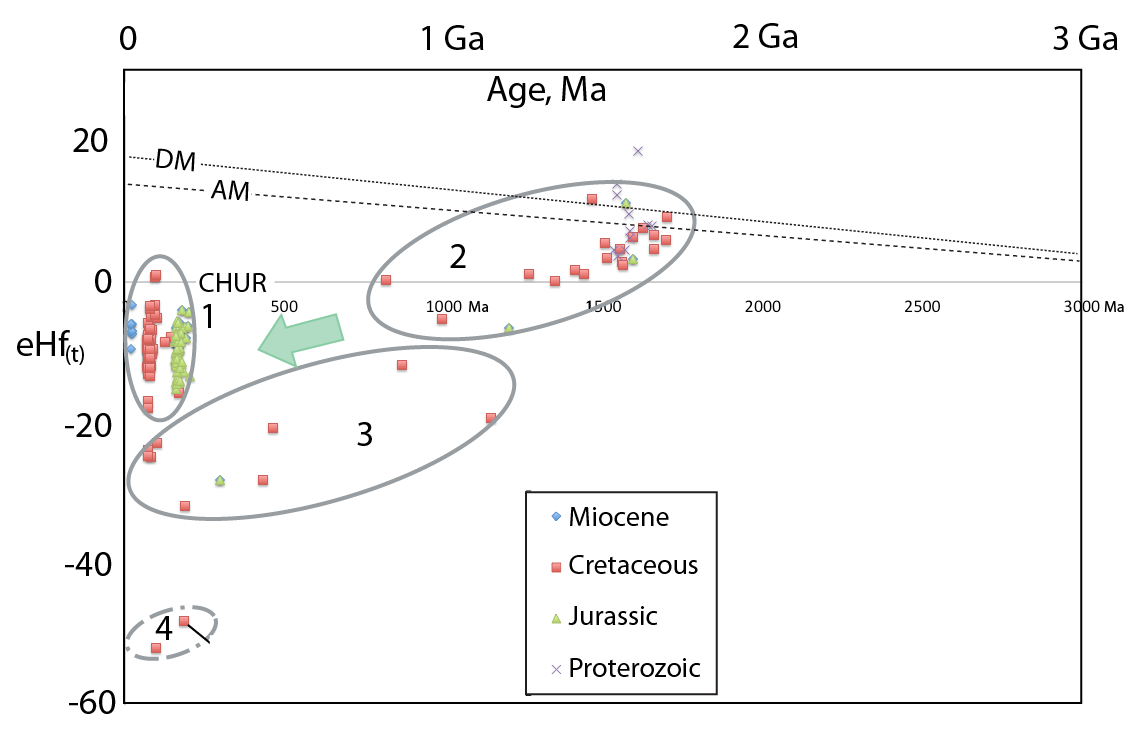 0 1 Ga 2 Ga 3 Ga
Age, Ma
20
DM
AM
2
0
CHUR
500 1000 Ma 1500 2000 2500 3000 Ma
1
eHf(t)
-20
3
Miocene
-40
Cretaceous
Jurassic
4
Proterozoic
-60